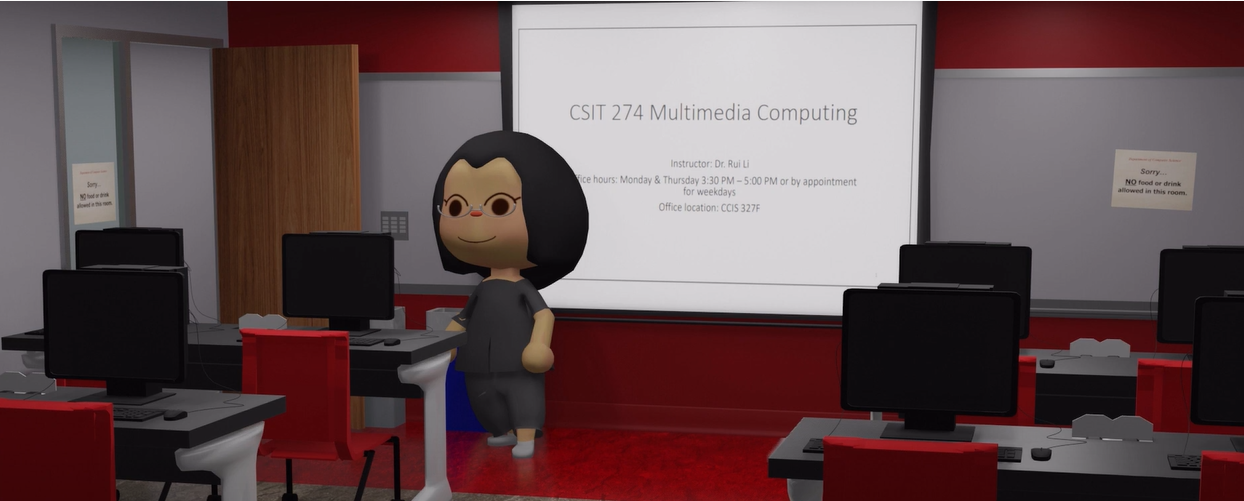 CSIT 274 Multimedia Computing
Instructor: Dr. Rui Li
hours: Monday & Thursday 3:30 PM – 5:00 PM or by appointment
for weekdays
Office location: CCIS 327F
Sorry...
NO food or drink
allowed in this room.
Sorry...
NO food or drink
allowed in this room.